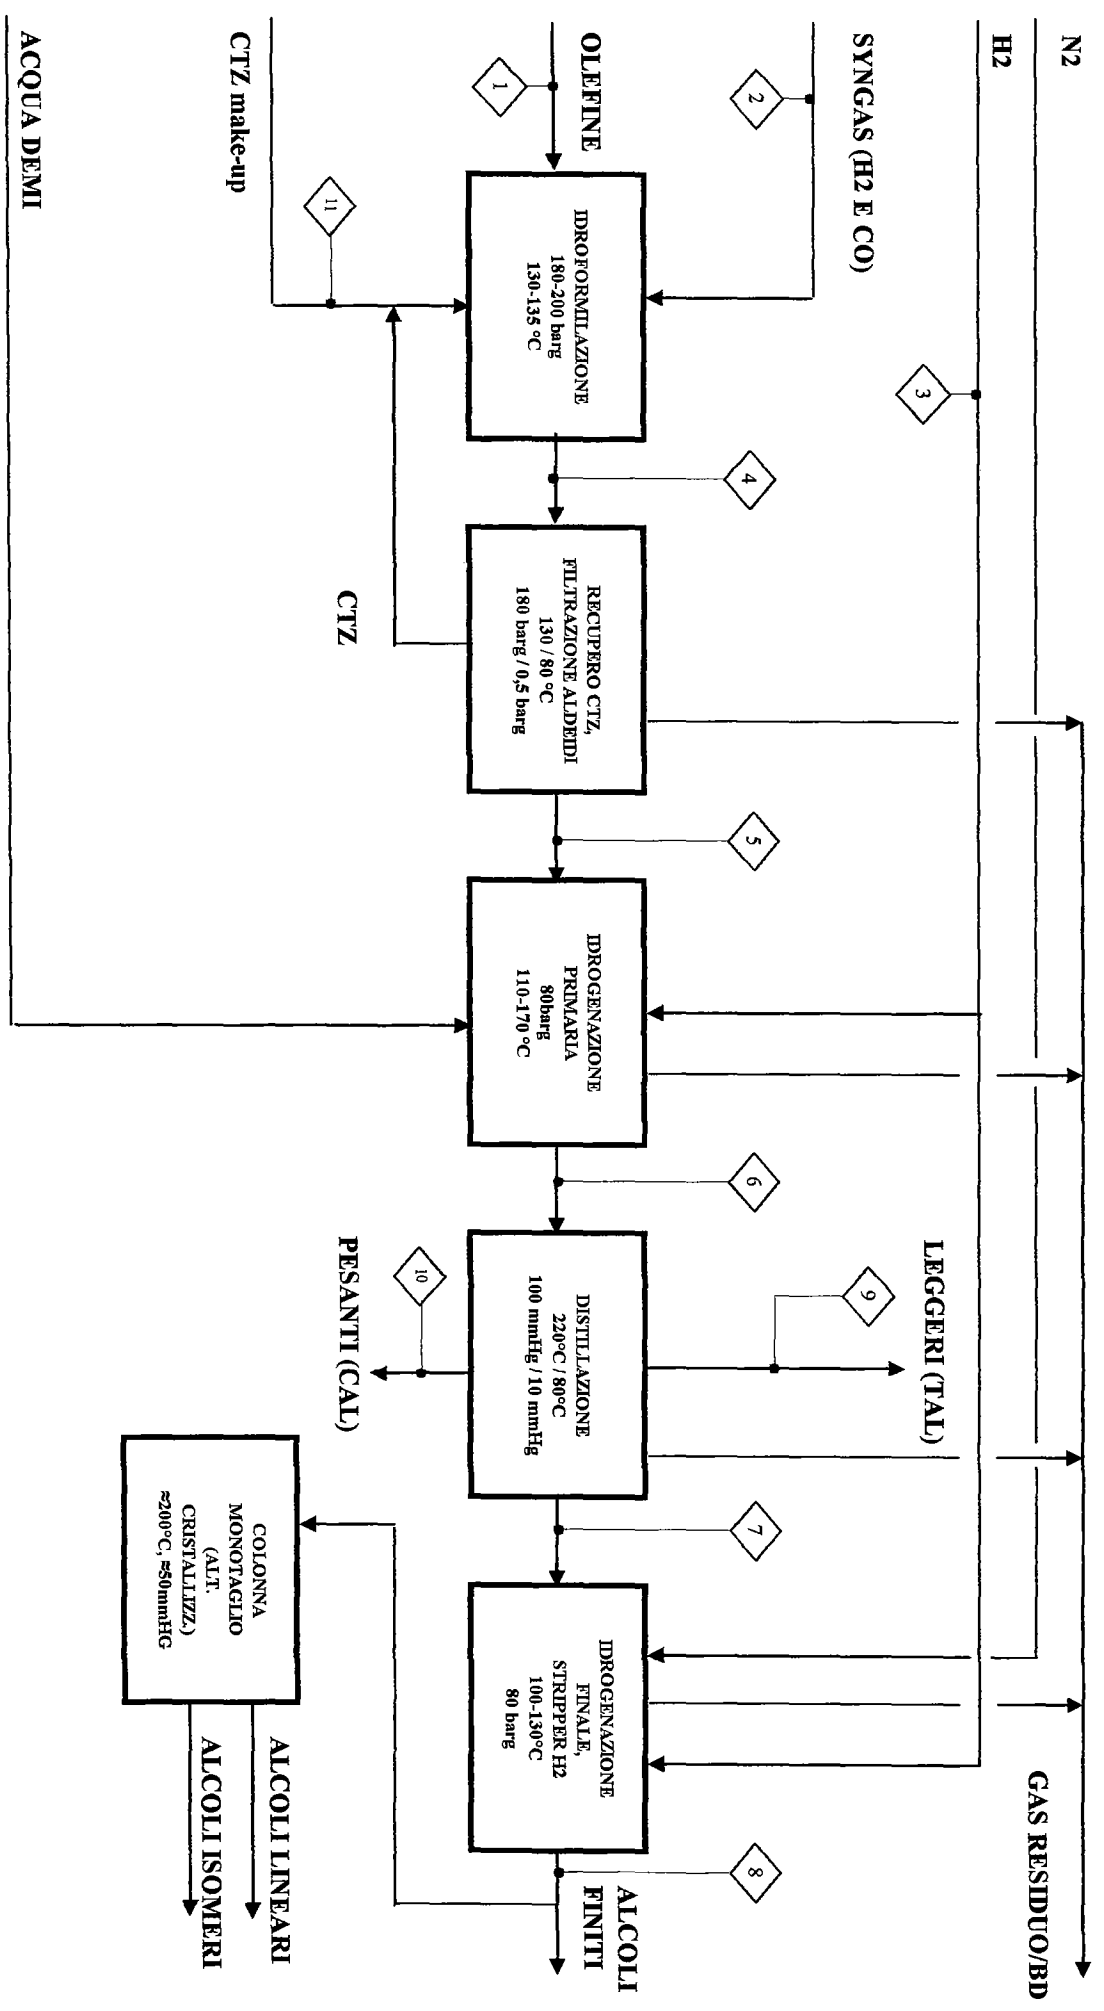 N2
H2
SYNGAS (H2 E CO)
OLEFINE
CTZ make-up
ACQUA DEMI
1
2
3
11
IDROFORMILAZIONE
180-200 barg
130-135 °C
4
RECUPERO CTZ,
FILTRAZIONE ALDEIDI
130 / 80 °C
180 barg / 0,5 barg
CTZ
5
IDROGENAZIONE
PRIMARIA
80barg
110-170 °C
6
LEGGERI (TAL)
9
DISTILLAZIONE
220°C / 80°C
100 mmHg / 10 mmHg
10
PESANTI (CAL)
7
IDROGENAZIONE
FINALE,
STRIPPER H2
100-130°C
80 barg
8
GAS RESIDUO/BD
ALCOLI
FINITI
COLONNA
MONOTAGLIO
(ALT.
CRISTALLIZZ.)
≈200°C, ≈50mmHG
ALCOLI LINEARI
ALCOLI ISOMERI